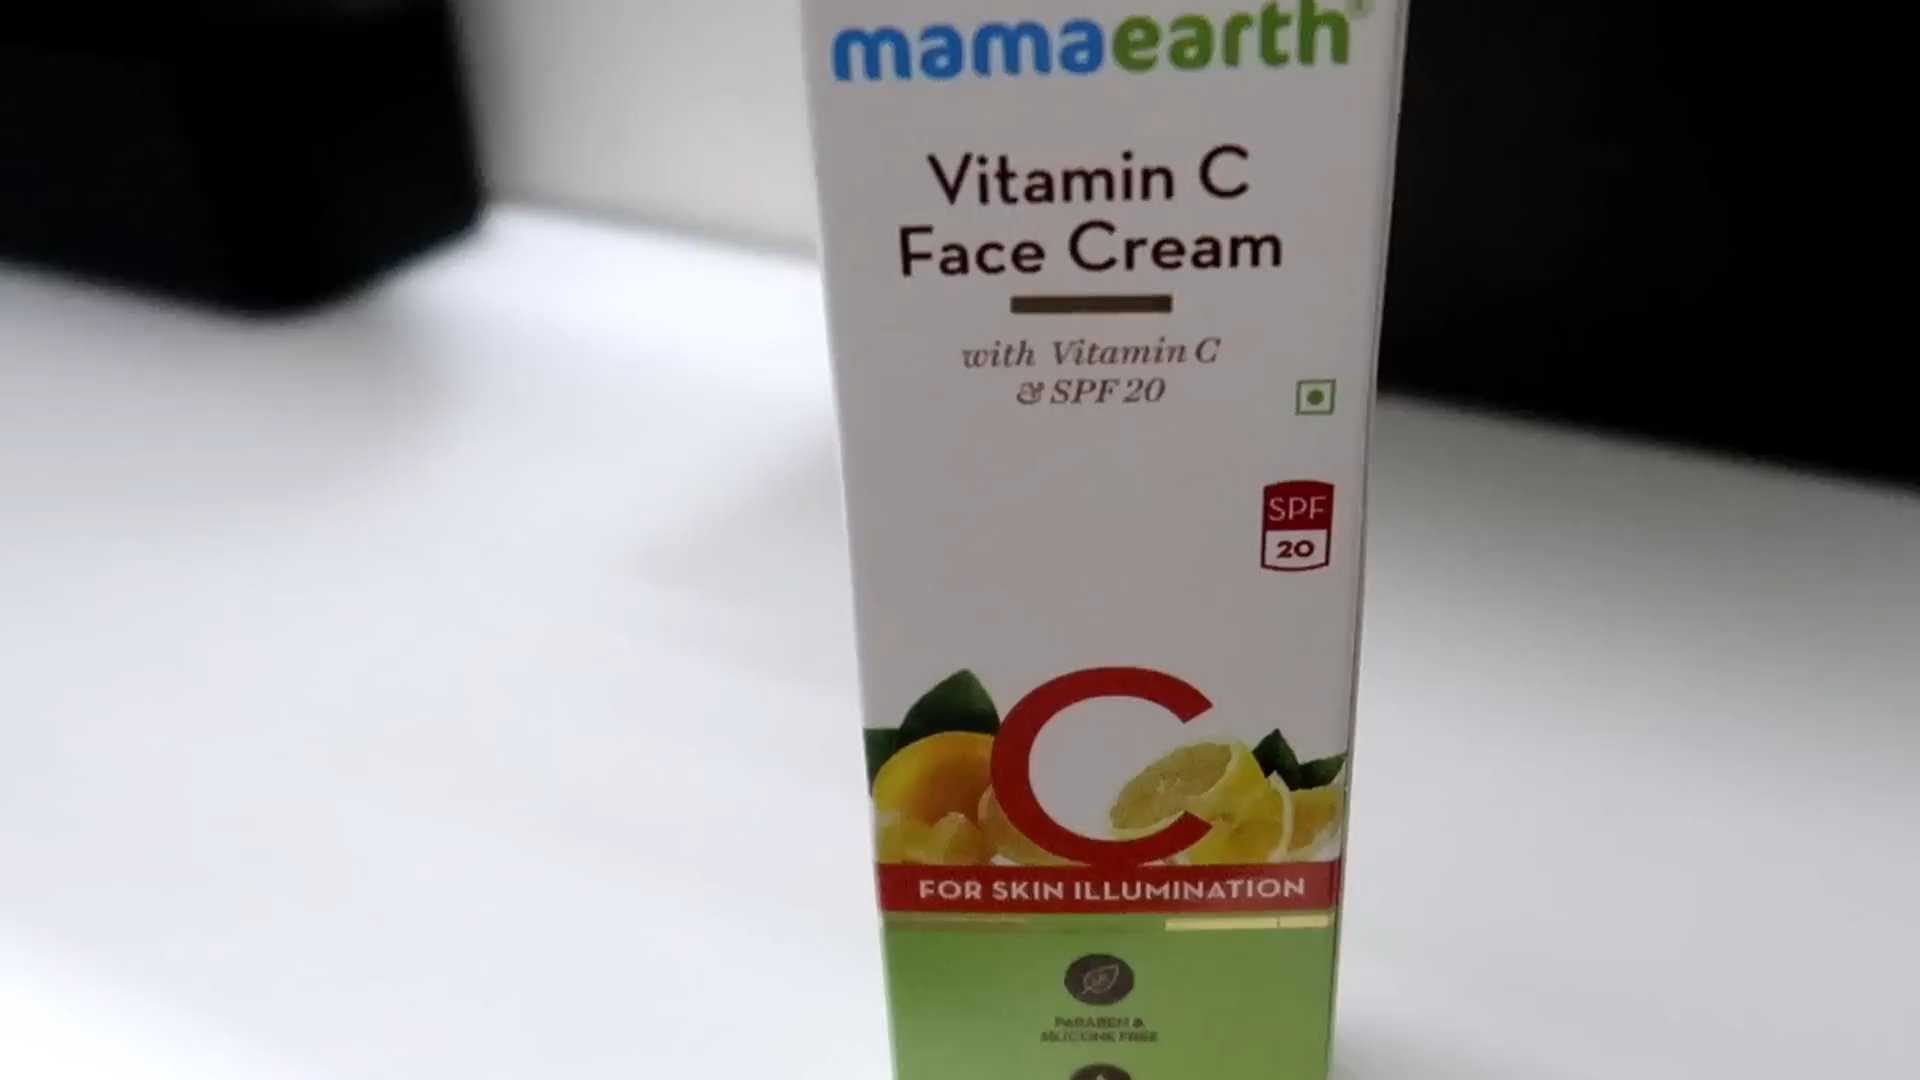 mamaearth®
Vitamin C
Face Cream
with Vitamin C
& SPF 20
SPF
20
C
FOR SKIN ILLUMINATION
PARABEN &
SILICONE FREE